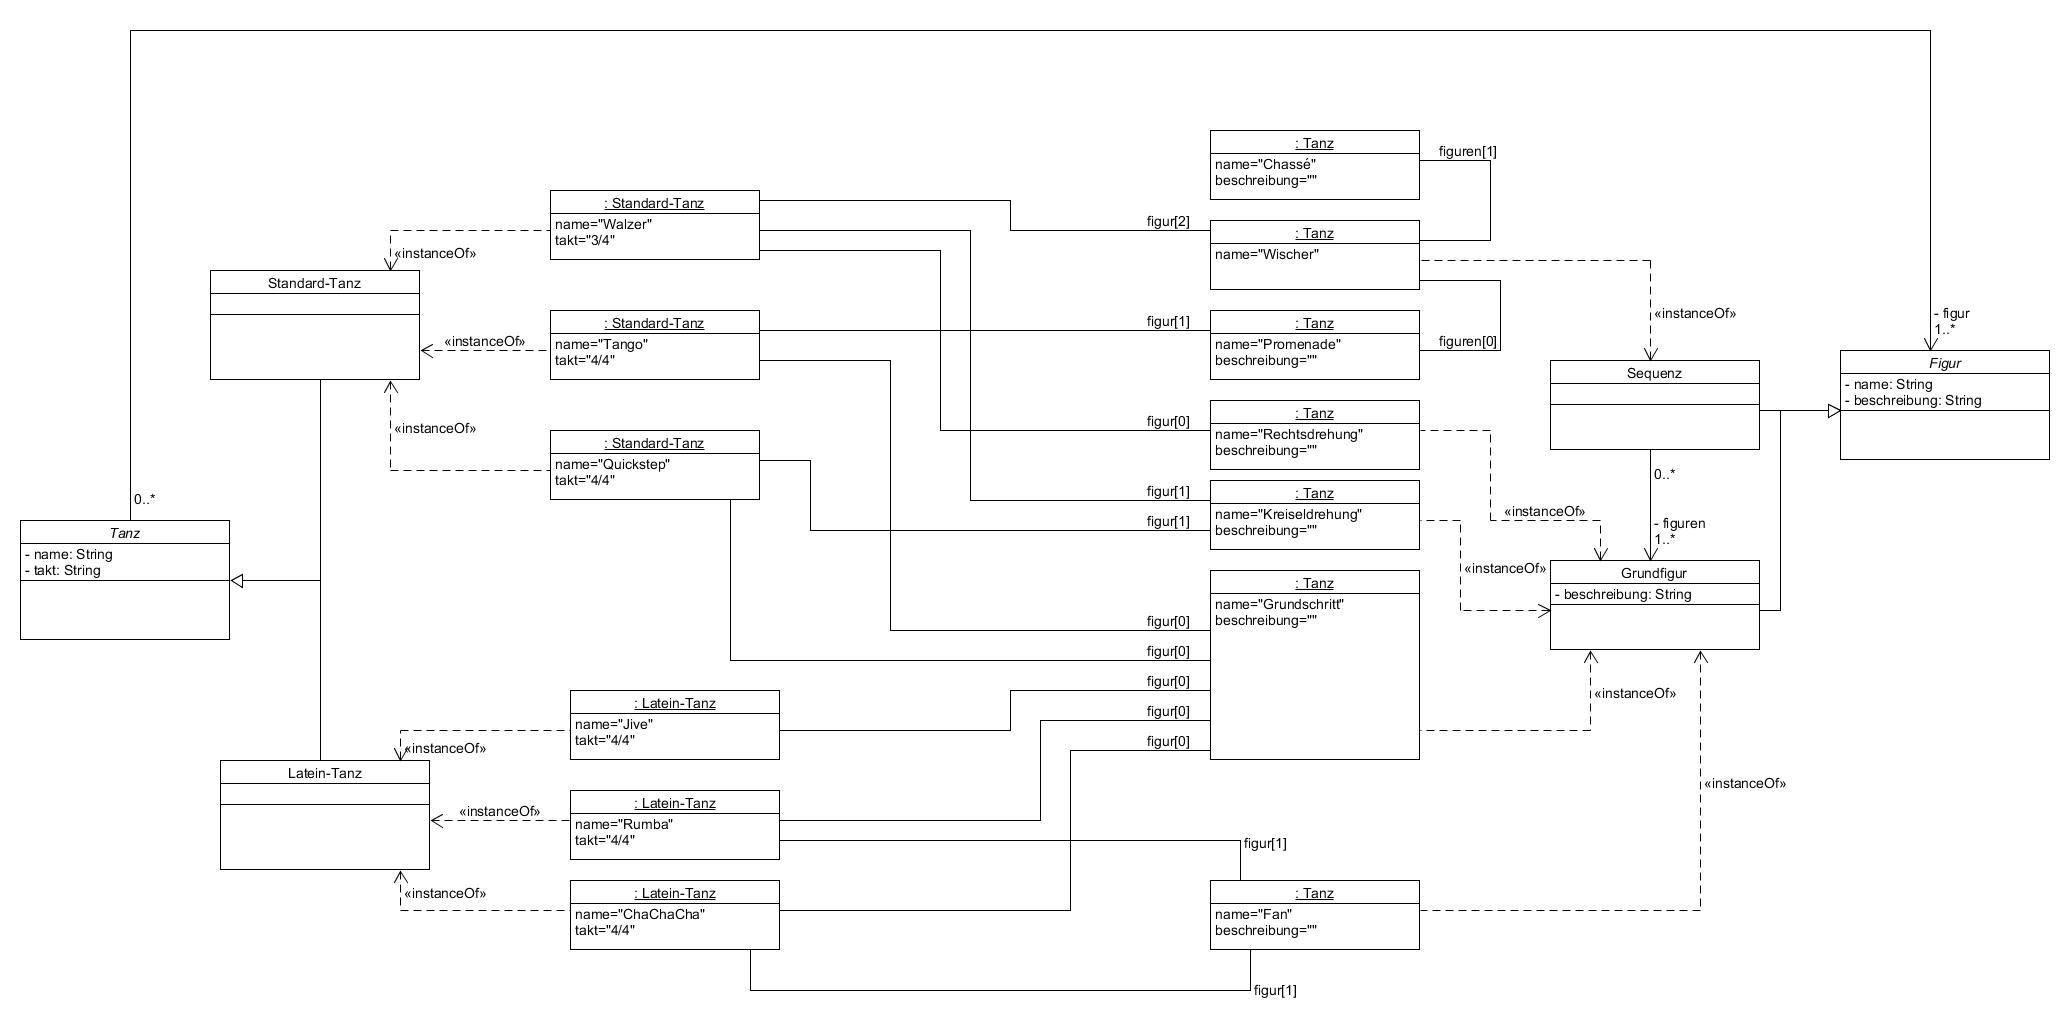 : Tanz
name="Chassé"
beschreibung=""
figuren[1]
: Standard-Tanz
name="Walzer"
takt="3/4"
figur[2]
: Tanz
name="Wischer"
«instanceOf»
Standard-Tanz
: Standard-Tanz
name="Tango"
takt="4/4"
«instanceOf»
figur[1]
: Tanz
name="Promenade"
beschreibung=""
figuren[0]
«instanceOf»
- figur
1..*
Figur
- name: String
- beschreibung: String
Sequenz
«instanceOf»
: Standard-Tanz
name="Quickstep"
takt="4/4"
figur[0]
: Tanz
name="Rechtsdrehung"
beschreibung=""
0..*
0..*
figur[1]
figur[1]
: Tanz
name="Kreiseldrehung"
beschreibung=""
«instanceOf»
- figuren
1..*
Tanz
- name: String
- takt: String
«instanceOf»
Grundfigur
- beschreibung: String
: Tanz
name="Grundschritt"
beschreibung=""
figur[0]
figur[0]
figur[0]
figur[0]
figur[0]
«instanceOf»
: Latein-Tanz
name="Jive"
takt="4/4"
«instanceOf»
Latein-Tanz
«instanceOf»
: Latein-Tanz
name="Rumba"
takt="4/4"
«instanceOf»
figur[1]
: Latein-Tanz
name="ChaChaCha"
takt="4/4"
«instanceOf»
: Tanz
name="Fan"
beschreibung=""
figur[1]